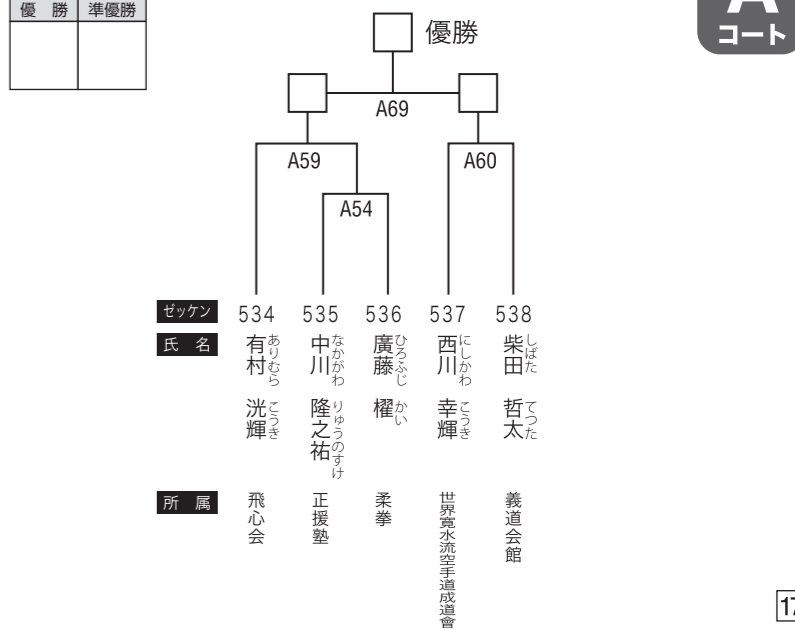 優 勝 準優勝
A
コート
優勝
A69
A59
A60
A54
ゼッケン 534 535 536 537 538
氏 名
有村 洸輝
ありむら こうき
中川 隆之祐
なかがわ りゅうのすけ
廣藤 櫂
ひろふじ かい
西川 幸輝
にしかわ こうき
柴田 哲太
しばた てつた
所 属
飛心会
正援塾
柔拳
世界寛水流空手道成道會
義道会館
17